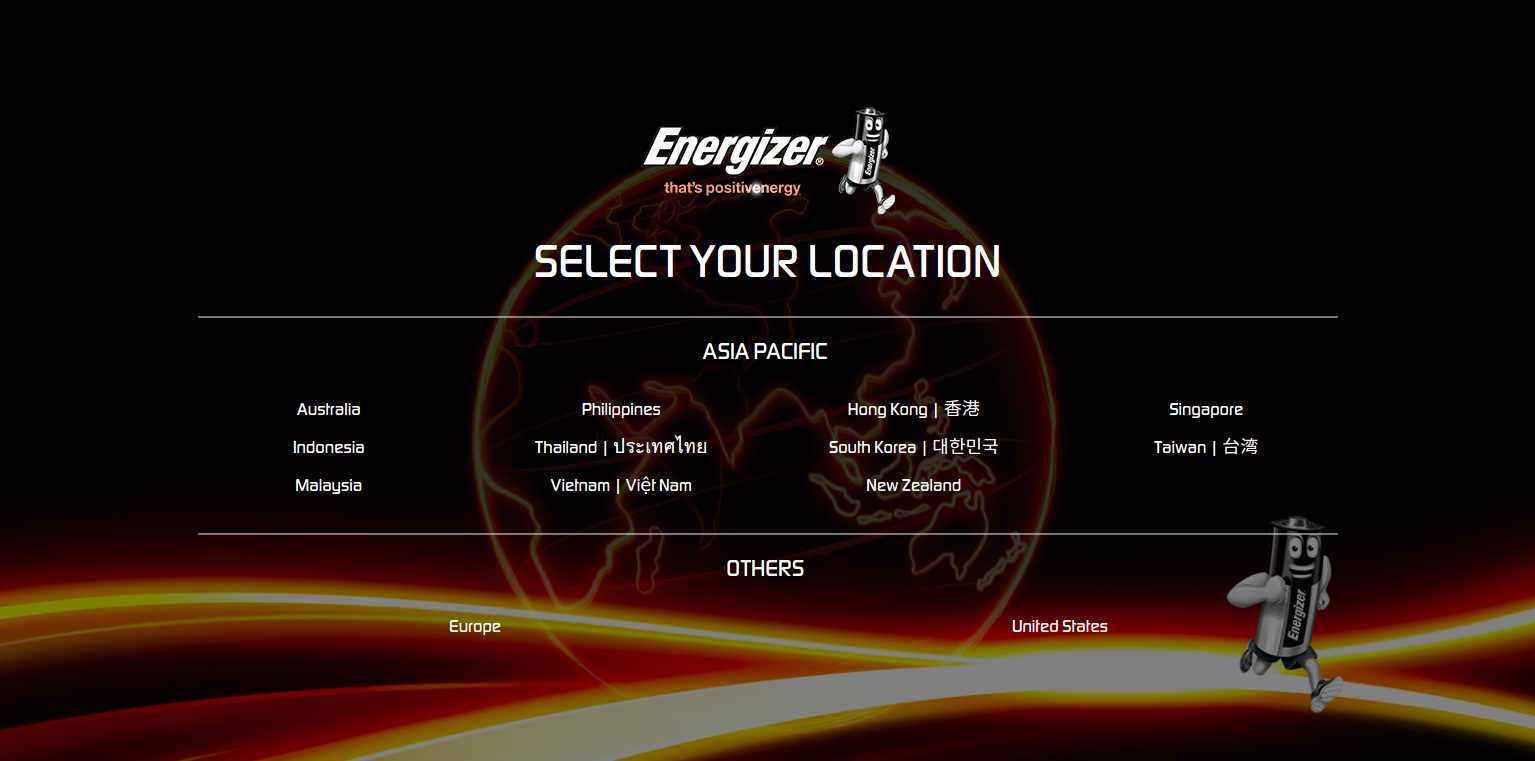 Energizer®
that's positivenergy
Energizer
SELECT YOUR LOCATION
ASIA PACIFIC
Australia Philippines Hong Kong | 香港 Singapore
Indonesia Thailand | ประเทศไทย South Korea | 대한민국 Taiwan | 台湾
Malaysia Vietnam | Việt Nam New Zealand
OTHERS
Europe United States
Energizer